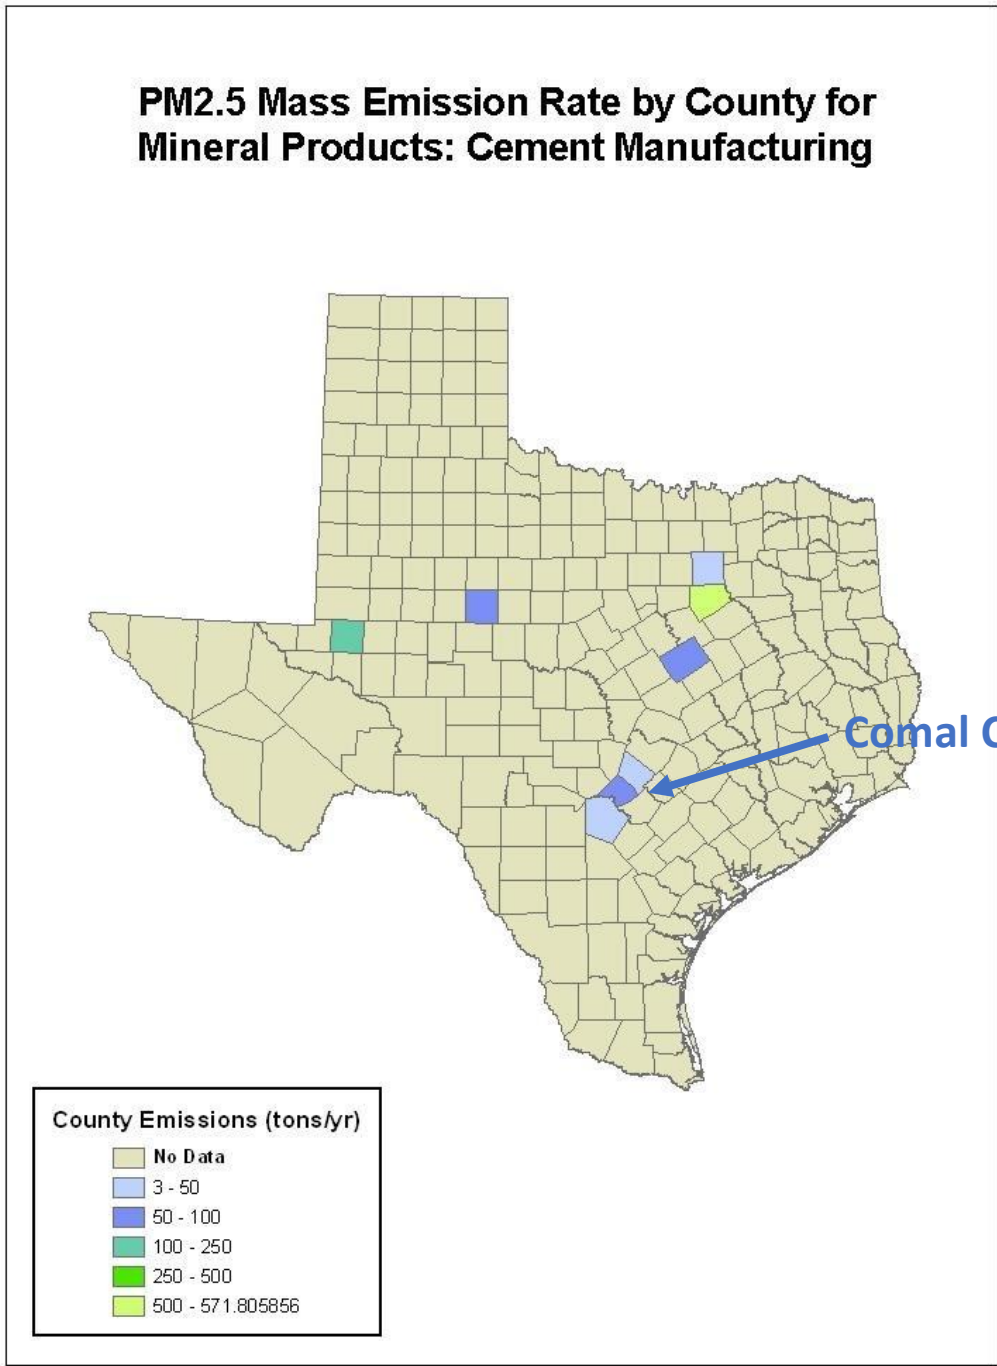 PM2.5 Mass Emission Rate by County for
Mineral Products: Cement Manufacturing
Comal C
County Emissions (tons/yr)
No Data
3 - 50
50 - 100
100 - 250
250 - 500
500 - 571.805856